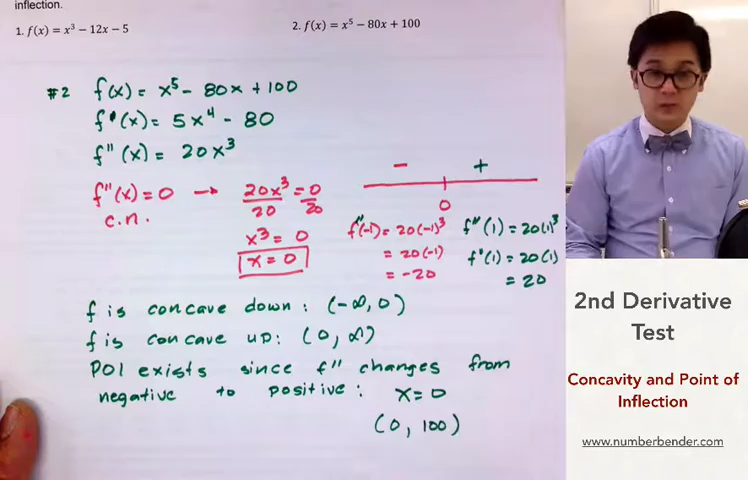 inflection.
1. f(x) = x³ − 12x − 5
2. f(x) = x⁵ − 80x + 100
#2 f(x) = x⁵ − 80x + 100
f'(x) = 5x⁴ − 80
f''(x) = 20x³
f''(x) = 0 → 20x³ = 0
20 20
c.n.
x³ = 0
x = 0
− +
0
f''(-1) = 20(-1)³
= 20(-1)
= -20
f''(1) = 20(1)³
f'(1) = 20(1)
= 20
f is concave down: (-∞, 0)
f is concave up: (0, ∞)
POI exists since f'' changes from
negative to positive: x = 0
(0, 100)
2nd Derivative
Test
Concavity and Point of
Inflection
www.numberbender.com